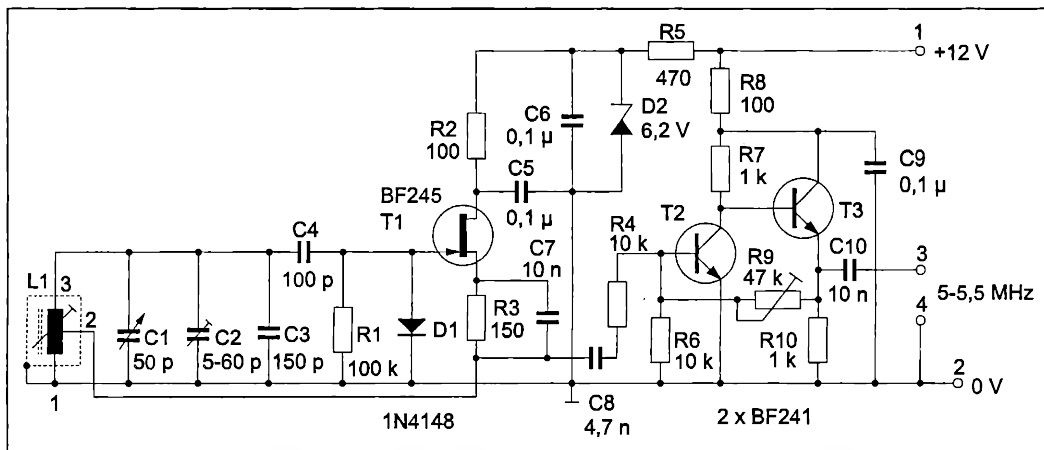 1
+12 V
R5
470
R8
100
D2
6,2 V
C6
0,1 µ
R2
100
C5
0,1 µ
R7
1 k
C9
0,1 µ
BF245
T1
T2
T3
C4
100 p
C7
10 n
R4
10 k
R9
47 k
C10
10 n
3
5-5,5 MHz
4
L1
3
2
1
C1
50 p
C2
5-60 p
C3
150 p
R1
100 k
D1
R3
150
R6
10 k
R10
1 k
2
0 V
C8
4,7 n
1N4148
2 x BF241